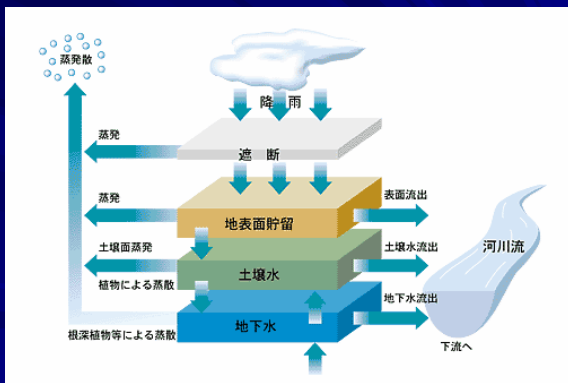 蒸発散
降 雨
蒸発
遮 断
蒸発
表面流出
地表面貯留
土壌面蒸発
土壌水流出
河川流
植物による蒸散
土壌水
地下水流出
根深植物等による蒸散
地下水
下流へ